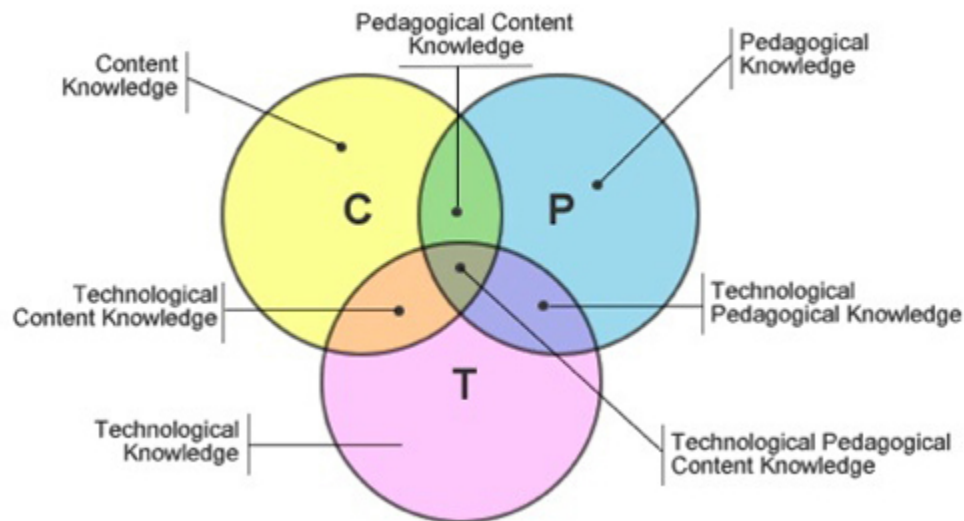 Pedagogical Content
Knowledge
Content
Knowledge
Pedagogical
Knowledge
C
P
Technological
Content Knowledge
Technological
Pedagogical Knowledge
T
Technological
Knowledge
Technological Pedagogical
Content Knowledge